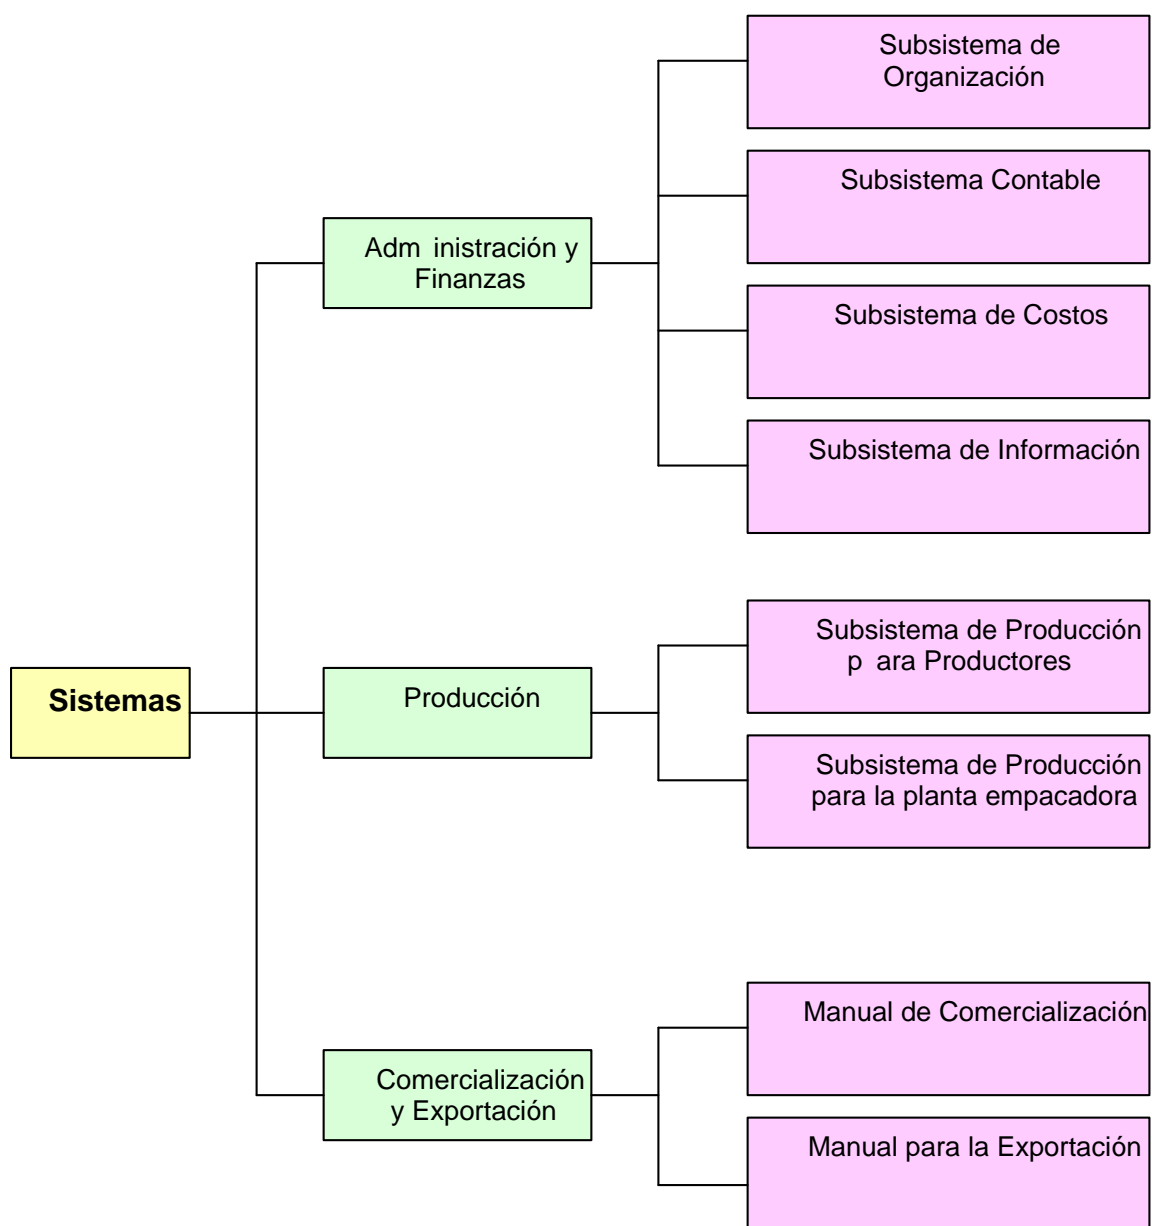 Subsistema de
Organización
Subsistema Contable
Adm inistración y
Finanzas
Subsistema de Costos
Subsistema de Información
Subsistema de Producción
p ara Productores
Sistemas
Producción
Subsistema de Producción
para la planta empacadora
Manual de Comercialización
Comercialización
y Exportación
Manual para la Exportación